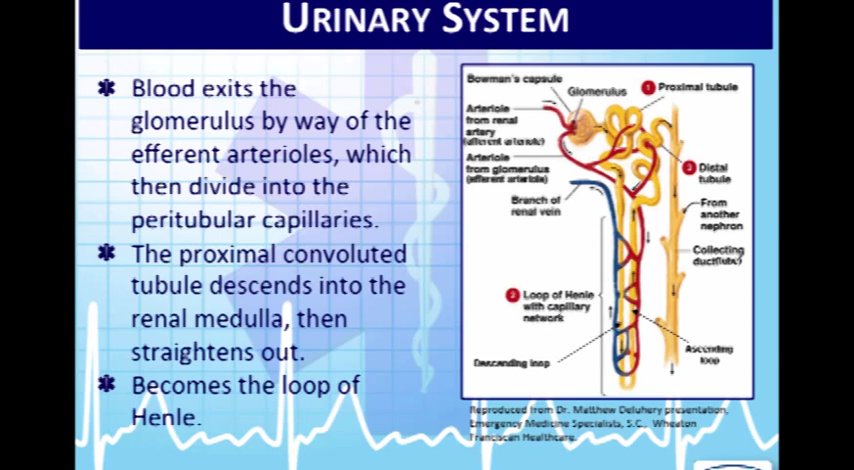 URINARY SYSTEM
Blood exits the
glomerulus by way of the
efferent arterioles, which
then divide into the
peritubular capillaries.
The proximal convoluted
tubule descends into the
renal medulla, then
straightens out.
Becomes the loop of
Henle.
Bowman's capsule
Glomerulus
1 Proximal tubule
Arteriole
from renal
artery
(afferent arteriole)
Arteriole
from glomerulus
(efferent arteriole)
Branch of
renal vein
3 Distal
tubule
From
another
nephron
Collecting
duct(tube)
2 Loop of Henle
with capillary
network
Descending loop
Ascending
loop
Reproduced from Dr. Matthew Deluhery presentation,
Emergency Medicine Specialists, S.C., Wheaton
Franciscan Healthcare.